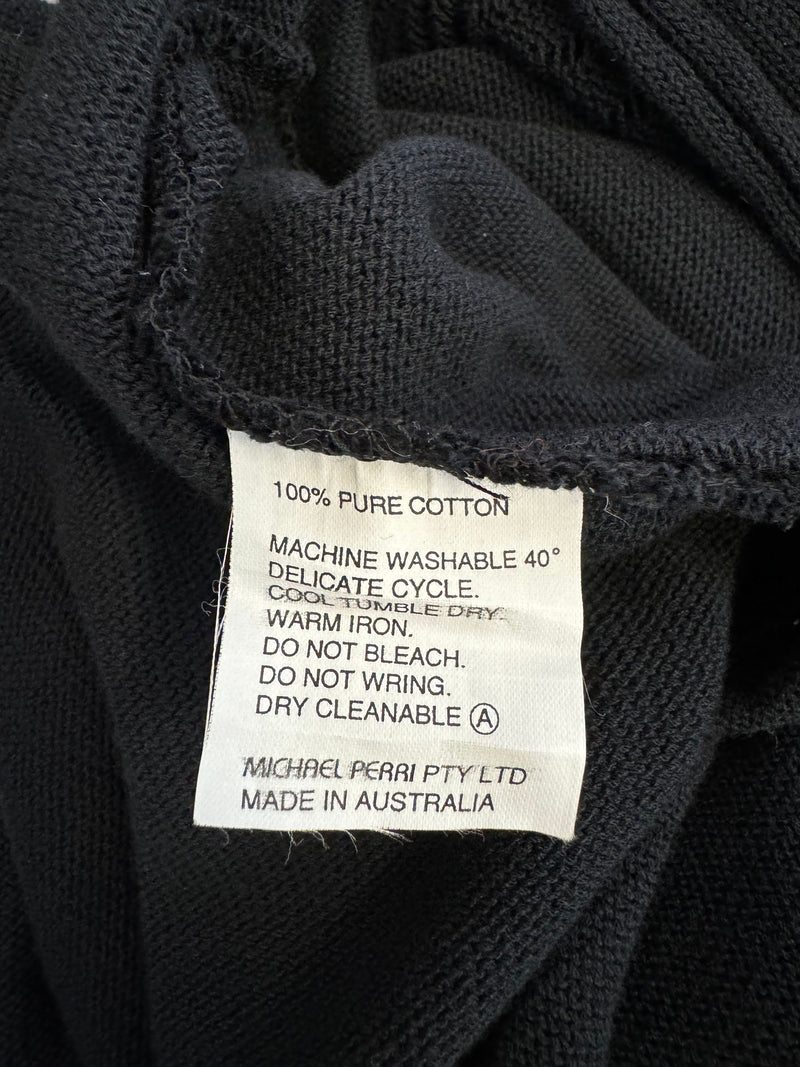 100% PURE COTTON
MACHINE WASHABLE 40°
DELICATE CYCLE.
COOL TUMBLE DRY.
WARM IRON.
DO NOT BLEACH.
DO NOT WRING.
DRY CLEANABLE Ⓐ
MICHAEL PERRI PTY LTD
MADE IN AUSTRALIA